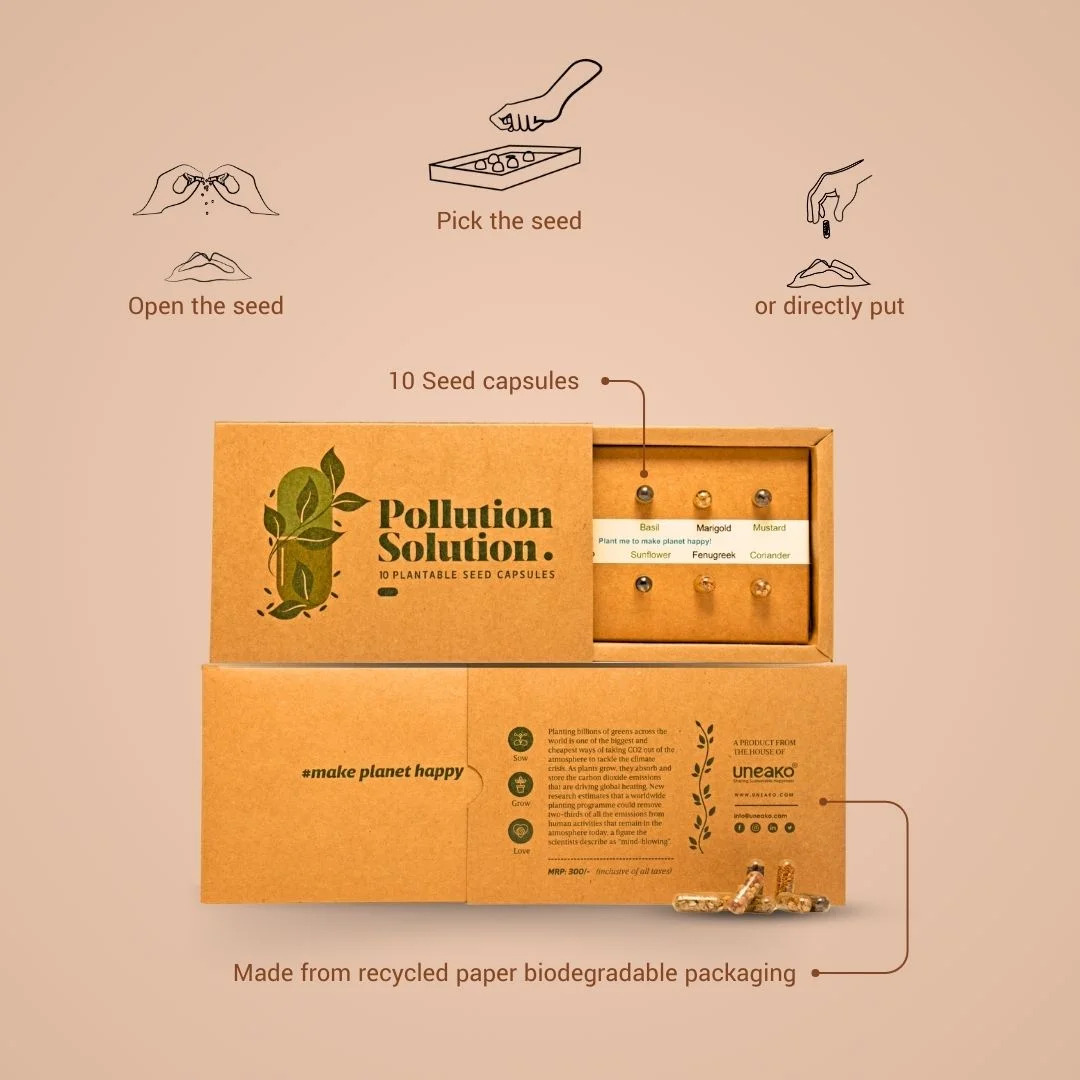 Pick the seed
Open the seed
or directly put
10 Seed capsules
Pollution
Solution.
10 PLANTABLE SEED CAPSULES
Basil Marigold Mustard
Plant me to make planet happy!
Sunflower Fenugreek Coriander
#make planet happy
Sow
Grow
Love
Planting billions of greens across the
world is one of the biggest and
cheapest ways of taking CO2 out of the
atmosphere to tackle the climate
crisis. As plants grow, they absorb and
store the carbon dioxide emissions
that are driving global heating. New
research estimates that a worldwide
planting programme could remove
two-thirds of all the emissions from
human activities that remain in the
atmosphere today, a figure the
scientists describe as "mind-blowing".
MRP: 300/- (inclusive of all taxes)
A PRODUCT FROM
THE HOUSE OF
uneako®
Sharing Sustainable Happiness
WWW.UNEAKO.COM
info@uneako.com
Made from recycled paper biodegradable packaging